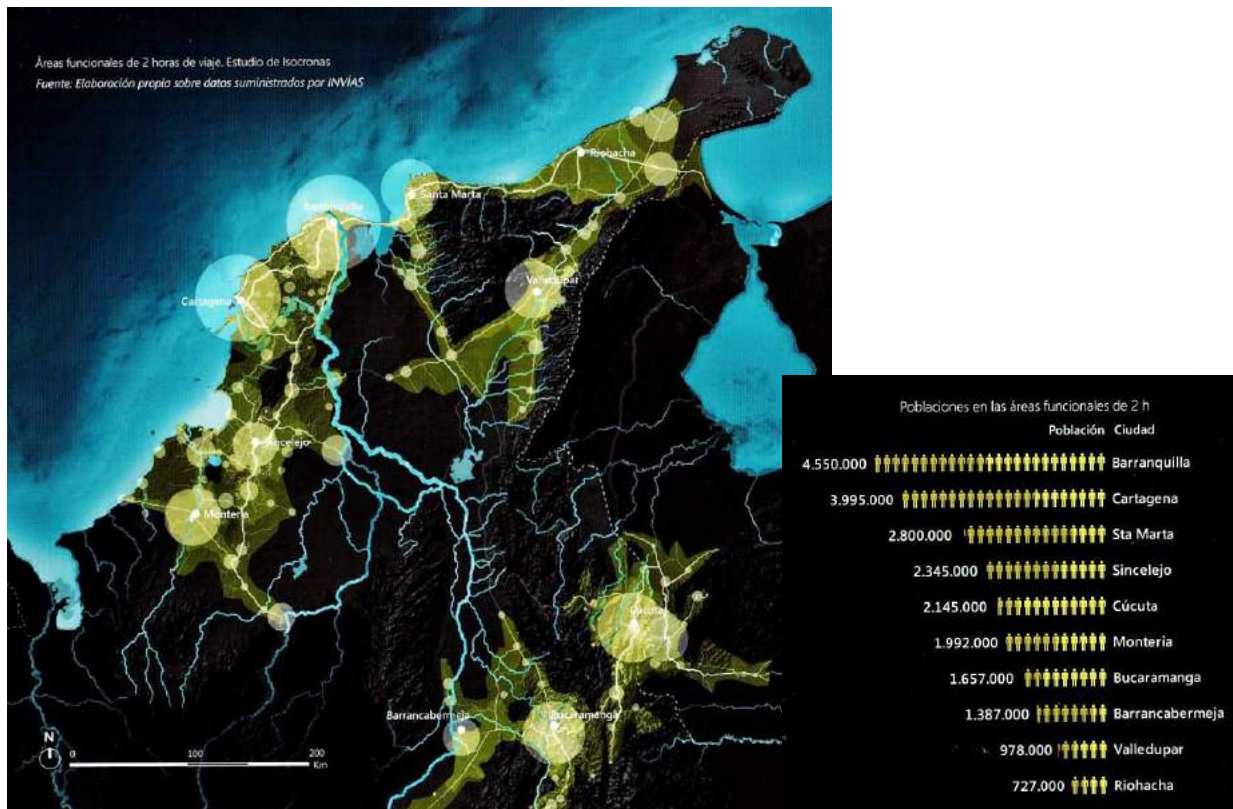 Áreas funcionales de 2 horas de viaje. Estudio de Isocronas
Fuente: Elaboración propia sobre datos suministrados por INVÍAS
Riohacha
Santa Marta
Barranquilla
Valledupar
Cartagena
Sincelejo
Montería
Cúcuta
Barrancabermeja
Bucaramanga
N
0 100 200
Km
Poblaciones en las áreas funcionales de 2 h
Población Ciudad
4.550.000 Barranquilla
3.995.000 Cartagena
2.800.000 Sta Marta
2.345.000 Sincelejo
2.145.000 Cúcuta
1.992.000 Montería
1.657.000 Bucaramanga
1.387.000 Barrancabermeja
978.000 Valledupar
727.000 Riohacha